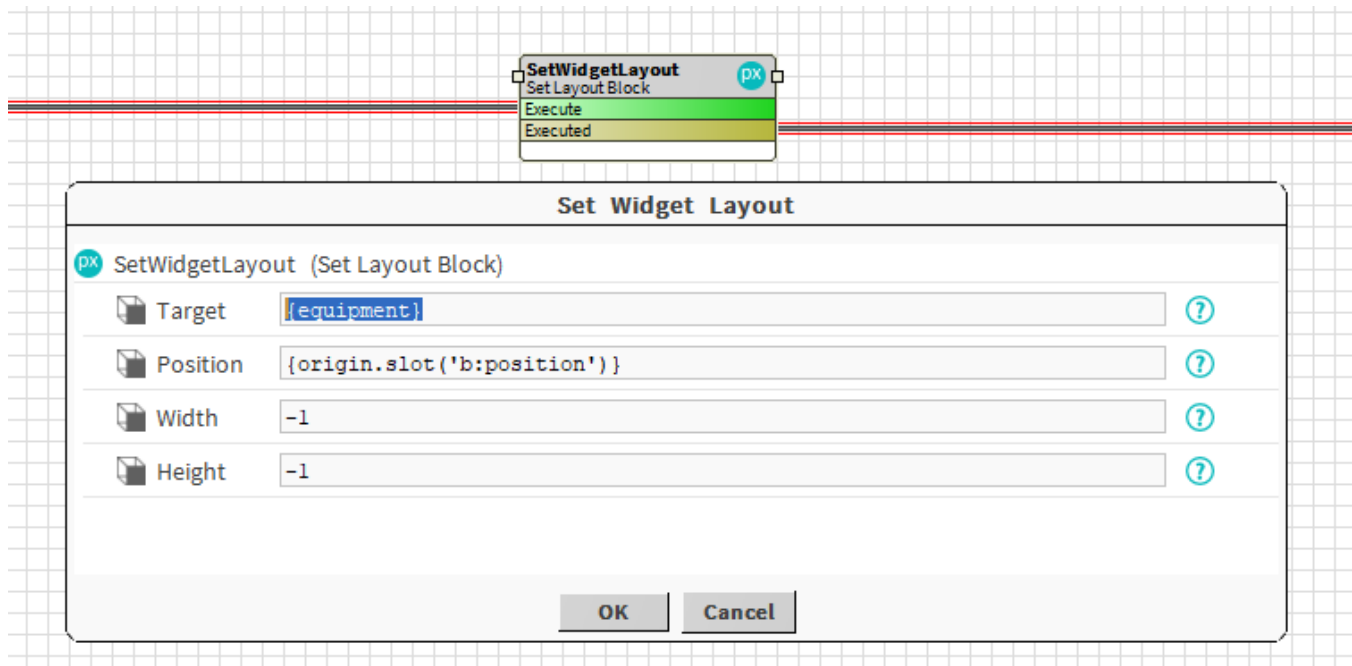 SetWidgetLayout
px
Set Layout Block
Execute
Executed
Set Widget Layout
px SetWidgetLayout (Set Layout Block)
Target {equipment} ?
Position {origin.slot('b:position')} ?
Width -1 ?
Height -1 ?
OK Cancel